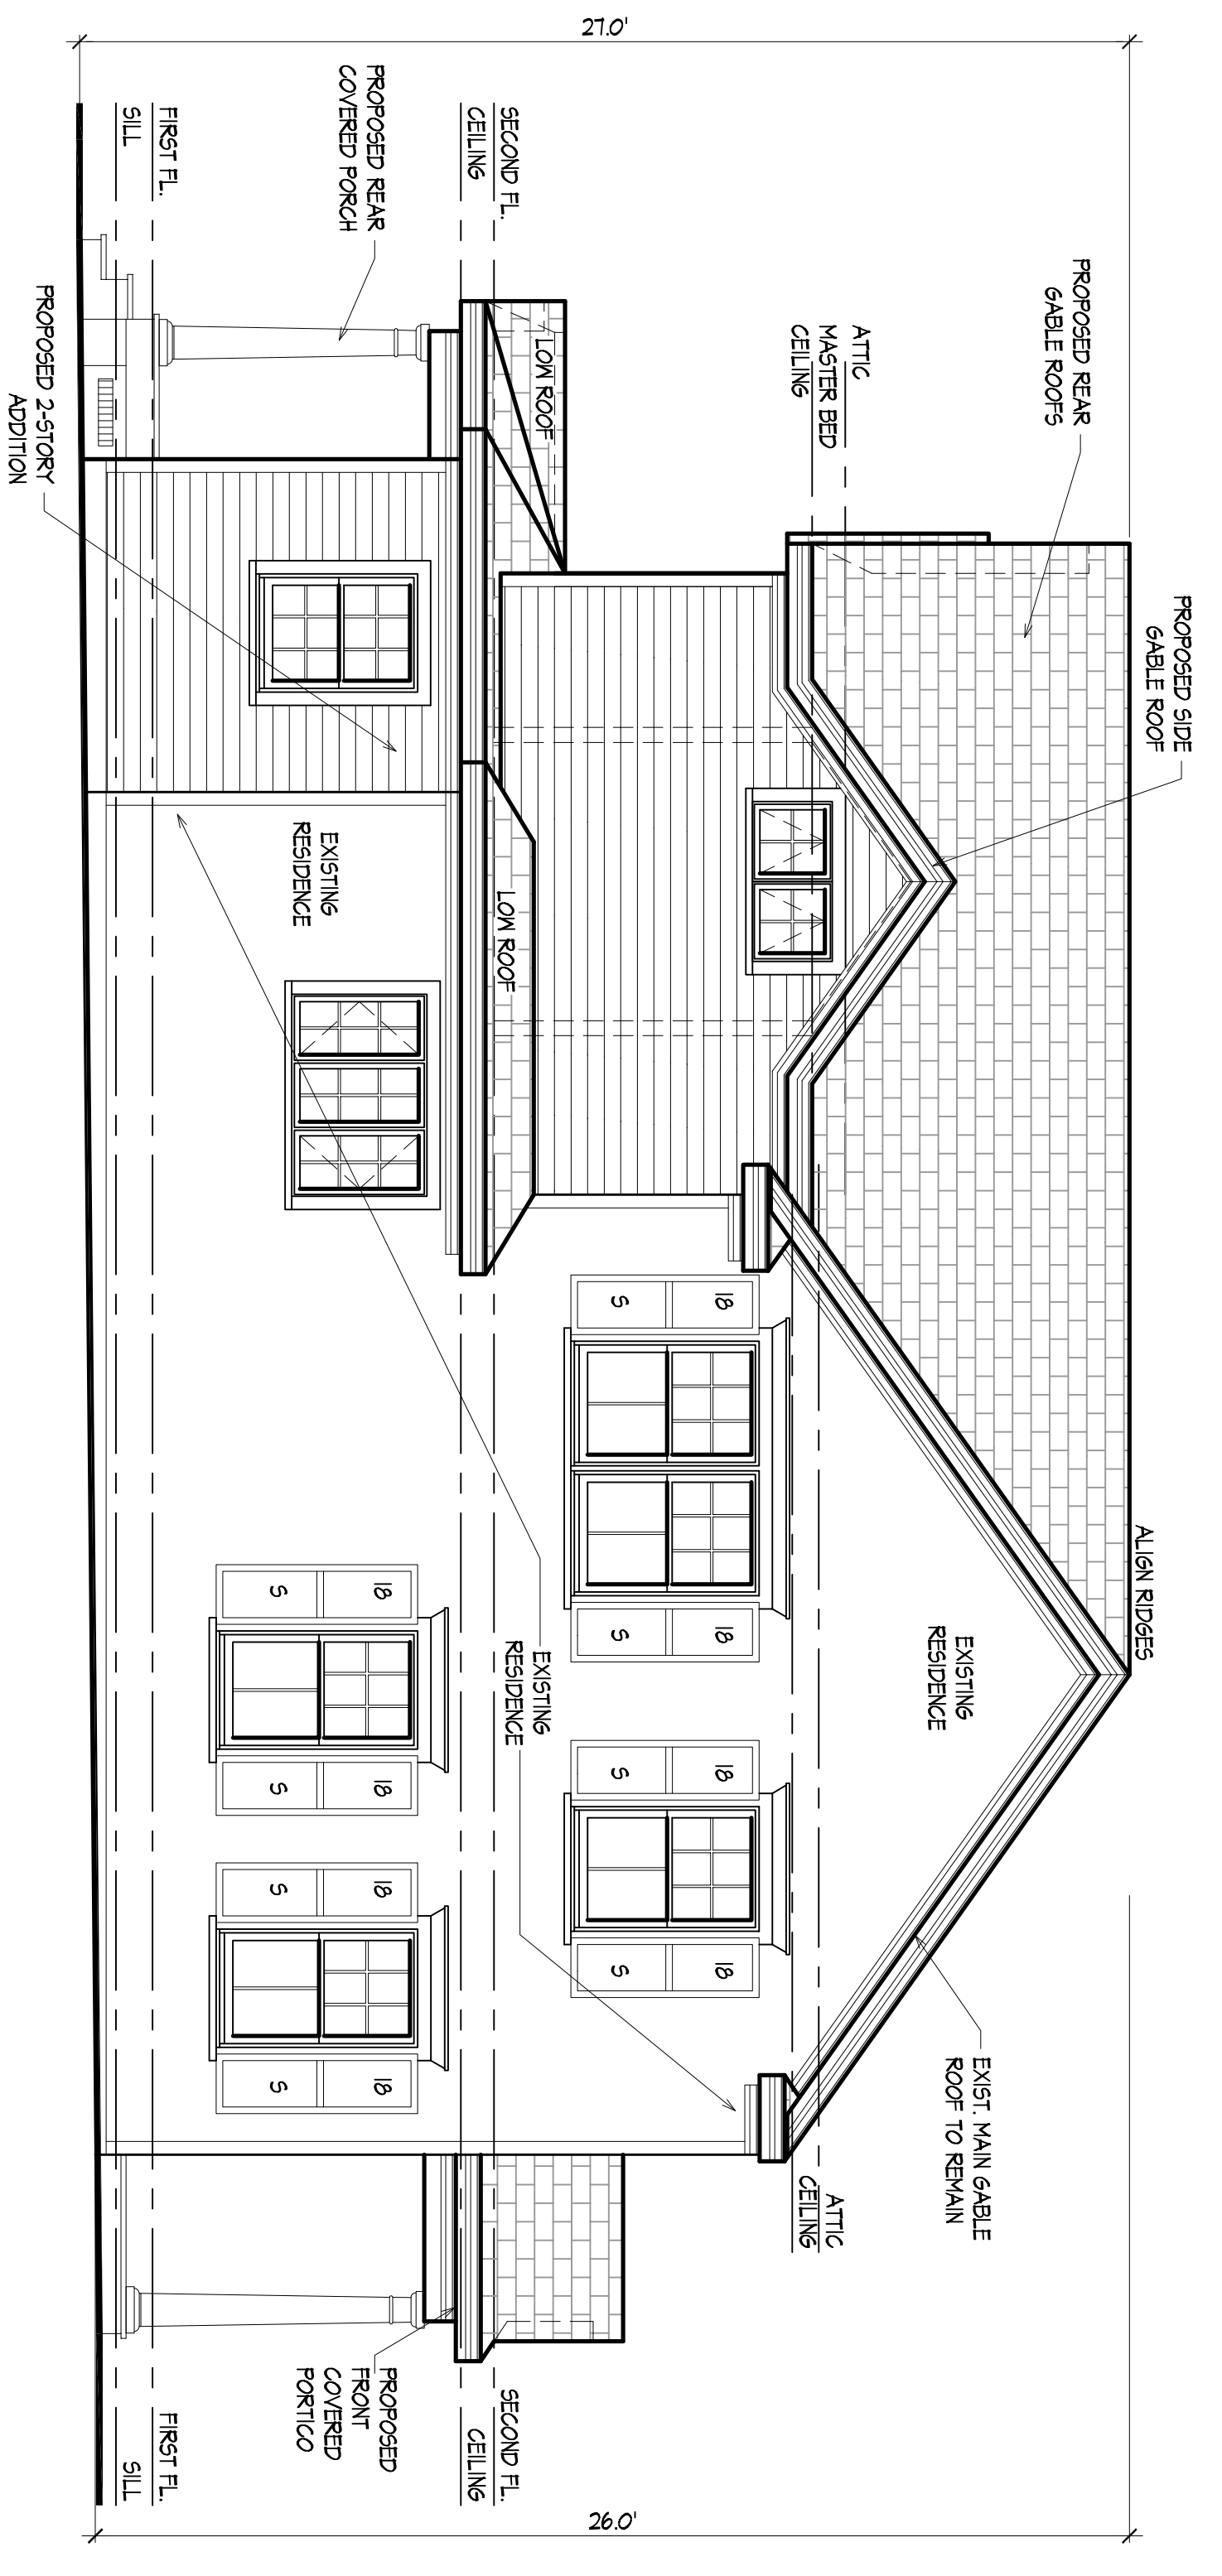 PROPOSED SIDE
GABLE ROOF
ALIGN RIDGES
PROPOSED REAR
GABLE ROOFS
EXISTING
RESIDENCE
EXIST. MAIN GABLE
ROOF TO REMAIN
ATTIC
MASTER BED
CEILING
ATTIC
CEILING
27.0'
26.0'
18
S
18
S
18
S
18
S
LOW ROOF
LOW ROOF
EXISTING
RESIDENCE
SECOND FL.
CEILING
SECOND FL.
CEILING
PROPOSED REAR
COVERED PORCH
EXISTING
RESIDENCE
18
S
18
S
18
S
18
S
PROPOSED
FRONT
COVERED
PORTICO
FIRST FL.
SILL
FIRST FL.
SILL
PROPOSED 2-STORY
ADDITION